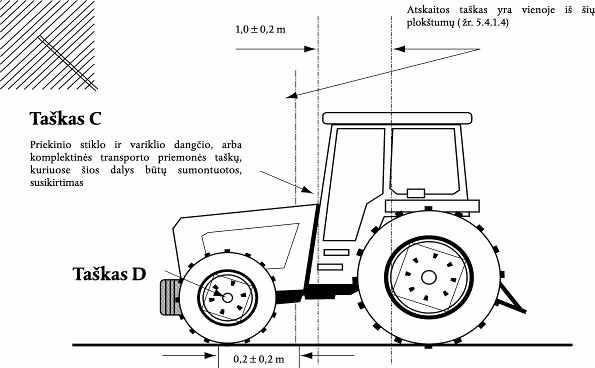 Atskaitos taškas yra vienoje iš šių
plokštumų ( žr. 5.4.1.4)
1,0 ± 0,2 m
Taškas C
Priekinio stiklo ir variklio dangčio, arba
komplektinės transporto priemonės taškų,
kuriuose šios dalys būtų sumontuotos,
susikirtimas
Taškas D
0,2 ± 0,2 m